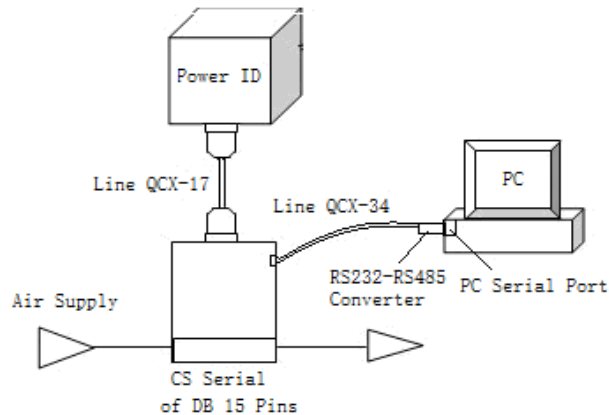 Power ID
Line QCX-17
Line QCX-34
PC
RS232-RS485
Converter
PC Serial Port
Air Supply
CS Serial
of DB 15 Pins